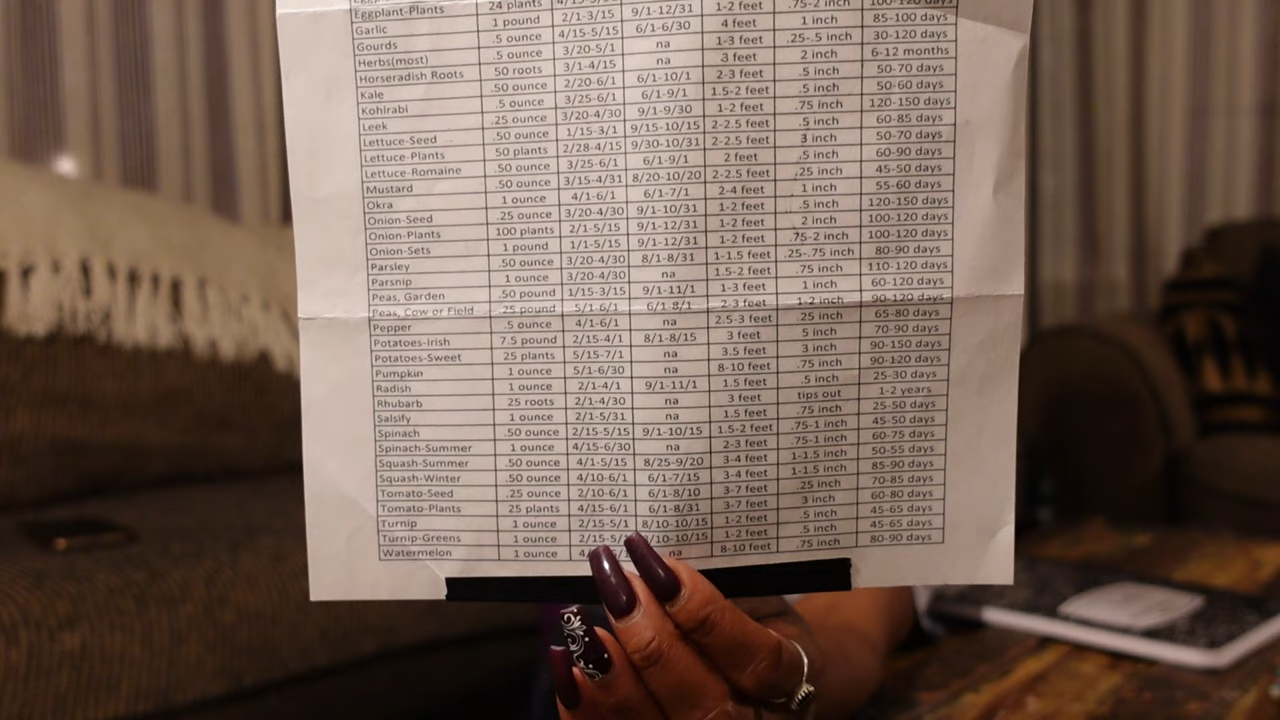 Eggplant-Plants 24 plants
Garlic 1 pound 2/1-3/15 9/1-12/31 1-2 feet .75-2 inch 100-120 days
Gourds .5 ounce 4/15-5/15 6/1-6/30 4 feet 1 inch 85-100 days
Herbs(most) .5 ounce 3/20-5/1 na 1-3 feet .25-.5 inch 30-120 days
Horseradish Roots 50 roots 3/1-4/15 na 3 feet 2 inch 6-12 months
Kale .50 ounce 2/20-6/1 6/1-10/1 2-3 feet .5 inch 50-70 days
Kohlrabi .5 ounce 3/25-6/1 6/1-9/1 1.5-2 feet .5 inch 50-60 days
Leek .25 ounce 3/20-4/30 9/1-9/30 1-2 feet .75 inch 120-150 days
Lettuce-Seed .50 ounce 1/15-3/1 9/15-10/15 2-2.5 feet .5 inch 60-85 days
Lettuce-Plants 50 plants 2/28-4/15 9/30-10/31 2-2.5 feet 3 inch 50-70 days
Lettuce-Romaine .50 ounce 3/25-6/1 6/1-9/1 2 feet .5 inch 60-90 days
Mustard .50 ounce 3/15-4/31 8/20-10/20 2-2.5 feet .25 inch 45-50 days
Okra 1 ounce 4/1-6/1 6/1-7/1 2-4 feet 1 inch 55-60 days
Onion-Seed .25 ounce 3/20-4/30 9/1-10/31 1-2 feet .5 inch 120-150 days
Onion-Plants 100 plants 2/1-5/15 9/1-12/31 1-2 feet 2 inch 100-120 days
Onion-Sets 1 pound 1/1-5/15 9/1-12/31 1-2 feet .75-2 inch 100-120 days
Parsley .50 ounce 3/20-4/30 8/1-8/31 1-1.5 feet .25-.75 inch 80-90 days
Parsnip 1 ounce 3/20-4/30 na 1.5-2 feet .75 inch 110-120 days
Peas, Garden .50 pound 1/15-3/15 9/1-11/1 1-3 feet 1 inch 60-120 days
Peas, Cow or Field .25 pound 5/1-6/1 6/1-8/1 2-3 feet 1-2 inch 90-120 days
Pepper .5 ounce 4/1-6/1 na 2.5-3 feet .25 inch 65-80 days
Potatoes-Irish 7.5 pound 2/15-4/1 8/1-8/15 3 feet 5 inch 70-90 days
Potatoes-Sweet 25 plants 5/15-7/1 na 3.5 feet 3 inch 90-150 days
Pumpkin 1 ounce 5/1-6/30 na 8-10 feet .75 inch 90-120 days
Radish 1 ounce 2/1-4/1 9/1-11/1 1.5 feet .5 inch 25-30 days
Rhubarb 25 roots 2/1-4/30 na 3 feet tips out 1-2 years
Salsify 1 ounce 2/1-5/31 na 1.5 feet .75 inch 25-50 days
Spinach .50 ounce 2/15-5/15 9/1-10/15 1.5-2 feet .75-1 inch 45-50 days
Spinach-Summer 1 ounce 4/15-6/30 na 2-3 feet .75-1 inch 60-75 days
Squash-Summer .50 ounce 4/1-5/15 8/25-9/20 3-4 feet 1-1.5 inch 50-55 days
Squash-Winter .50 ounce 4/10-6/1 6/1-7/15 3-4 feet 1-1.5 inch 85-90 days
Tomato-Seed .25 ounce 2/10-6/1 6/1-8/10 3-7 feet .25 inch 70-85 days
Tomato-Plants 25 plants 4/15-6/1 6/1-8/31 3-7 feet 3 inch 60-80 days
Turnip 1 ounce 2/15-5/1 8/10-10/15 1-2 feet .5 inch 45-65 days
Turnip-Greens 1 ounce 2/15-5/1 8/10-10/15 1-2 feet .5 inch 45-65 days
Watermelon 1 ounce na 8-10 feet .75 inch 80-90 days